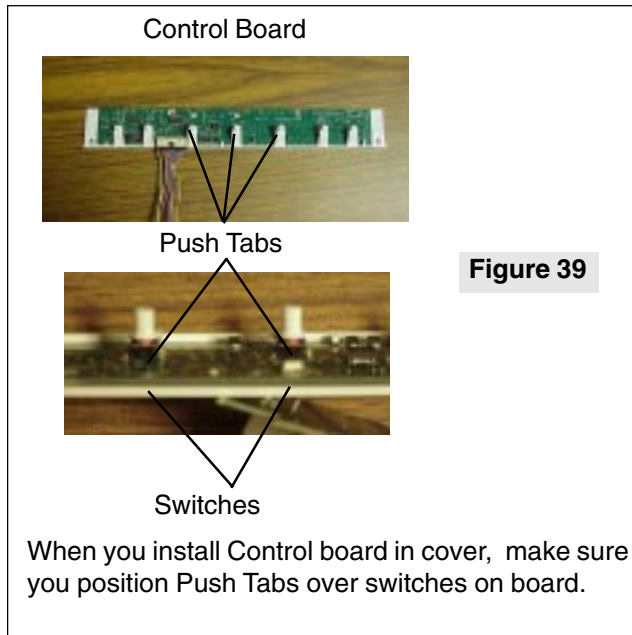 Control Board
Push Tabs
Figure 39
Switches
When you install Control board in cover, make sure
you position Push Tabs over switches on board.